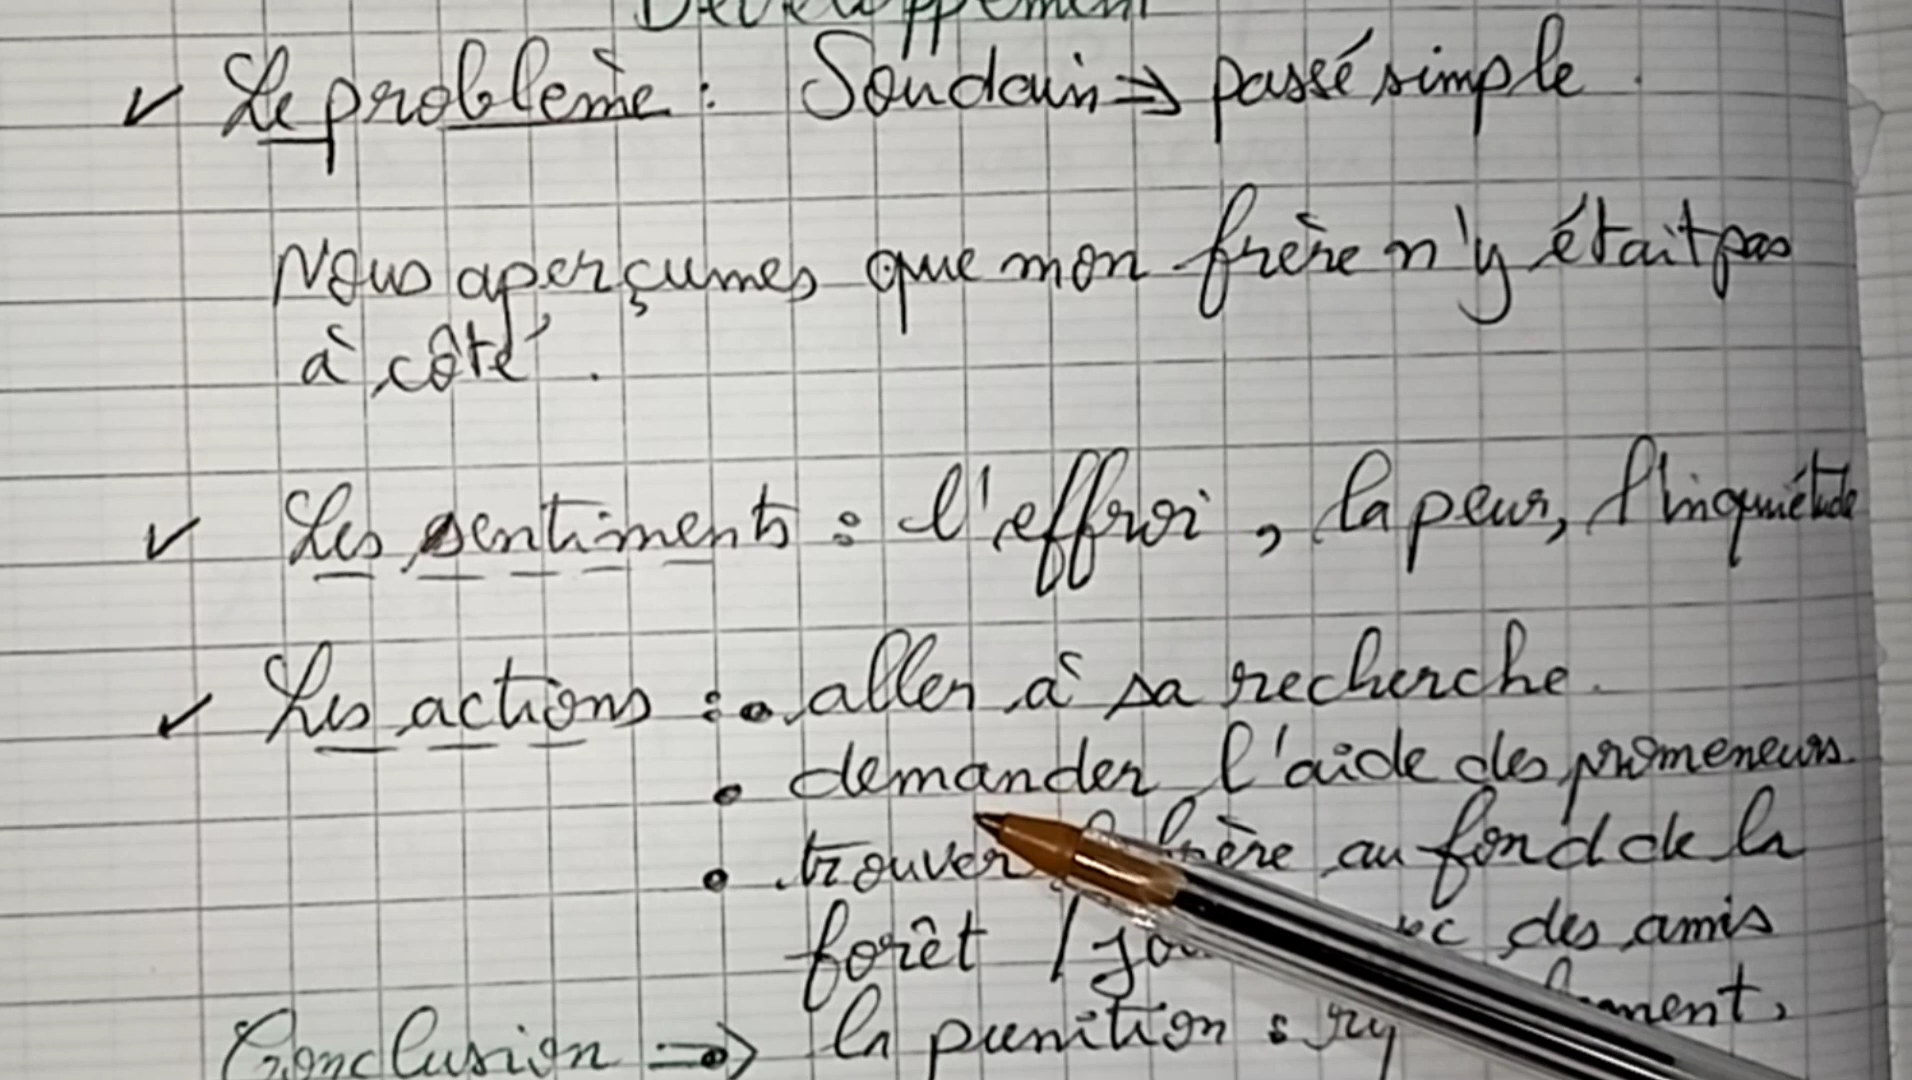 Développement
✓ Le problème : Soudain ⇒ passé simple.
Nous aperçumes que mon frère n'y était pas
à côté.
✓ Les sentiments : l'effroi, la peur, l'inquiétude
✓ Les actions : • aller à sa recherche.
• demander l'aide des promeneurs.
• trouver frère au fond de la
forêt / des amis
Conclusion ⇒ la punition :